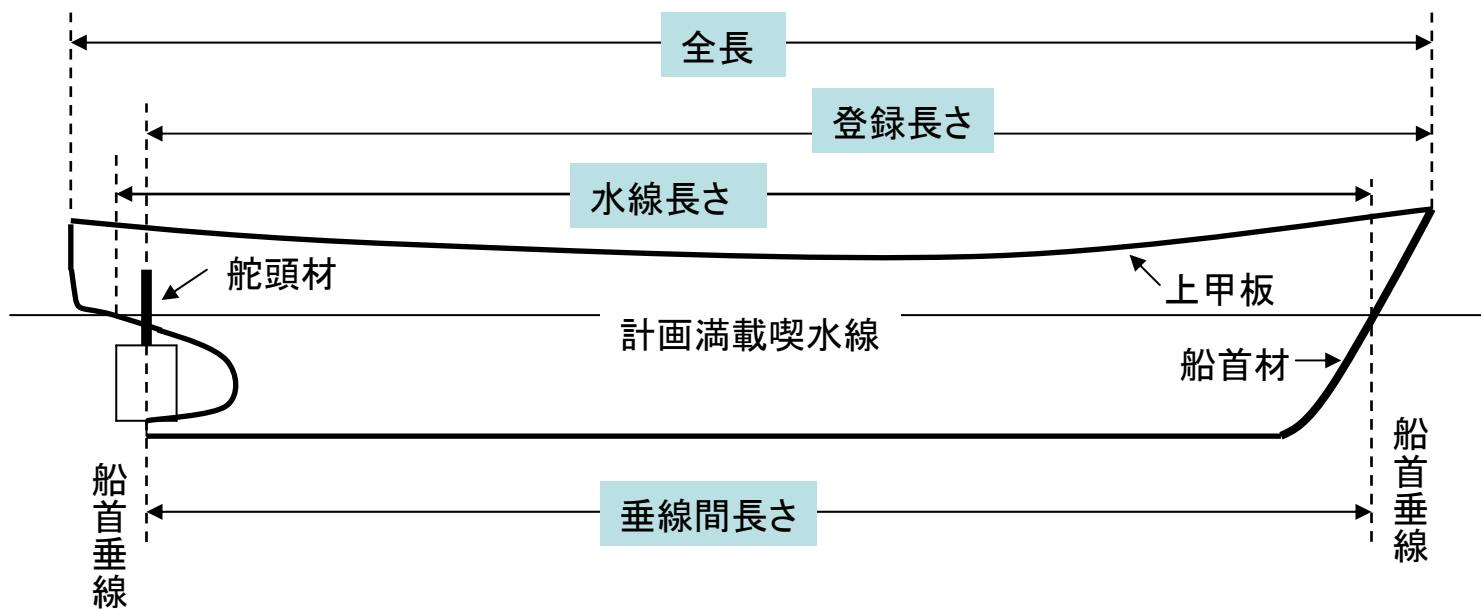 全長
登録長さ
水線長さ
舵頭材
上甲板
計画満載喫水線
船首材
船首垂線
船首垂線
垂線間長さ